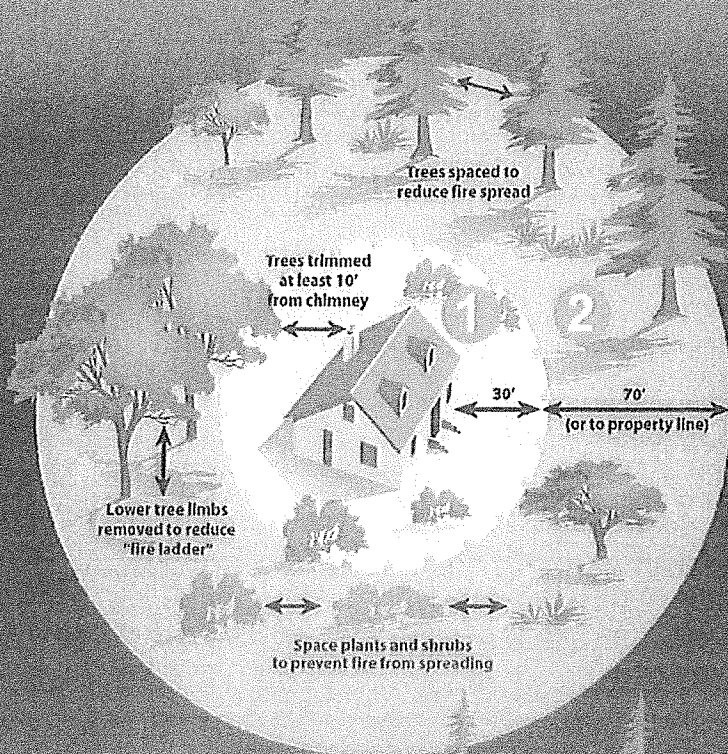 Trees spaced to
reduce fire spread
Trees trimmed
at least 10'
from chimney
1
2
30'
70'
(or to property line)
Lower tree limbs
removed to reduce
"fire ladder"
Space plants and shrubs
to prevent fire from spreading